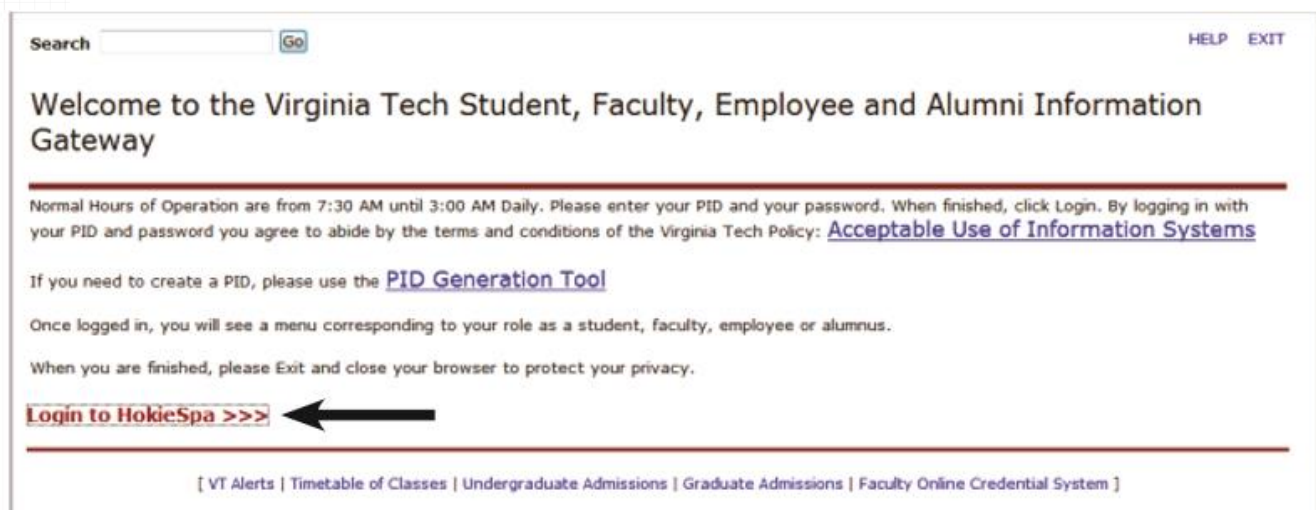 Search Go HELP EXIT
Welcome to the Virginia Tech Student, Faculty, Employee and Alumni Information
Gateway
Normal Hours of Operation are from 7:30 AM until 3:00 AM Daily. Please enter your PID and your password. When finished, click Login. By logging in with
your PID and password you agree to abide by the terms and conditions of the Virginia Tech Policy: Acceptable Use of Information Systems
If you need to create a PID, please use the PID Generation Tool
Once logged in, you will see a menu corresponding to your role as a student, faculty, employee or alumnus.
When you are finished, please Exit and close your browser to protect your privacy.
Login to HokieSpa >>>
[ VT Alerts | Timetable of Classes | Undergraduate Admissions | Graduate Admissions | Faculty Online Credential System ]